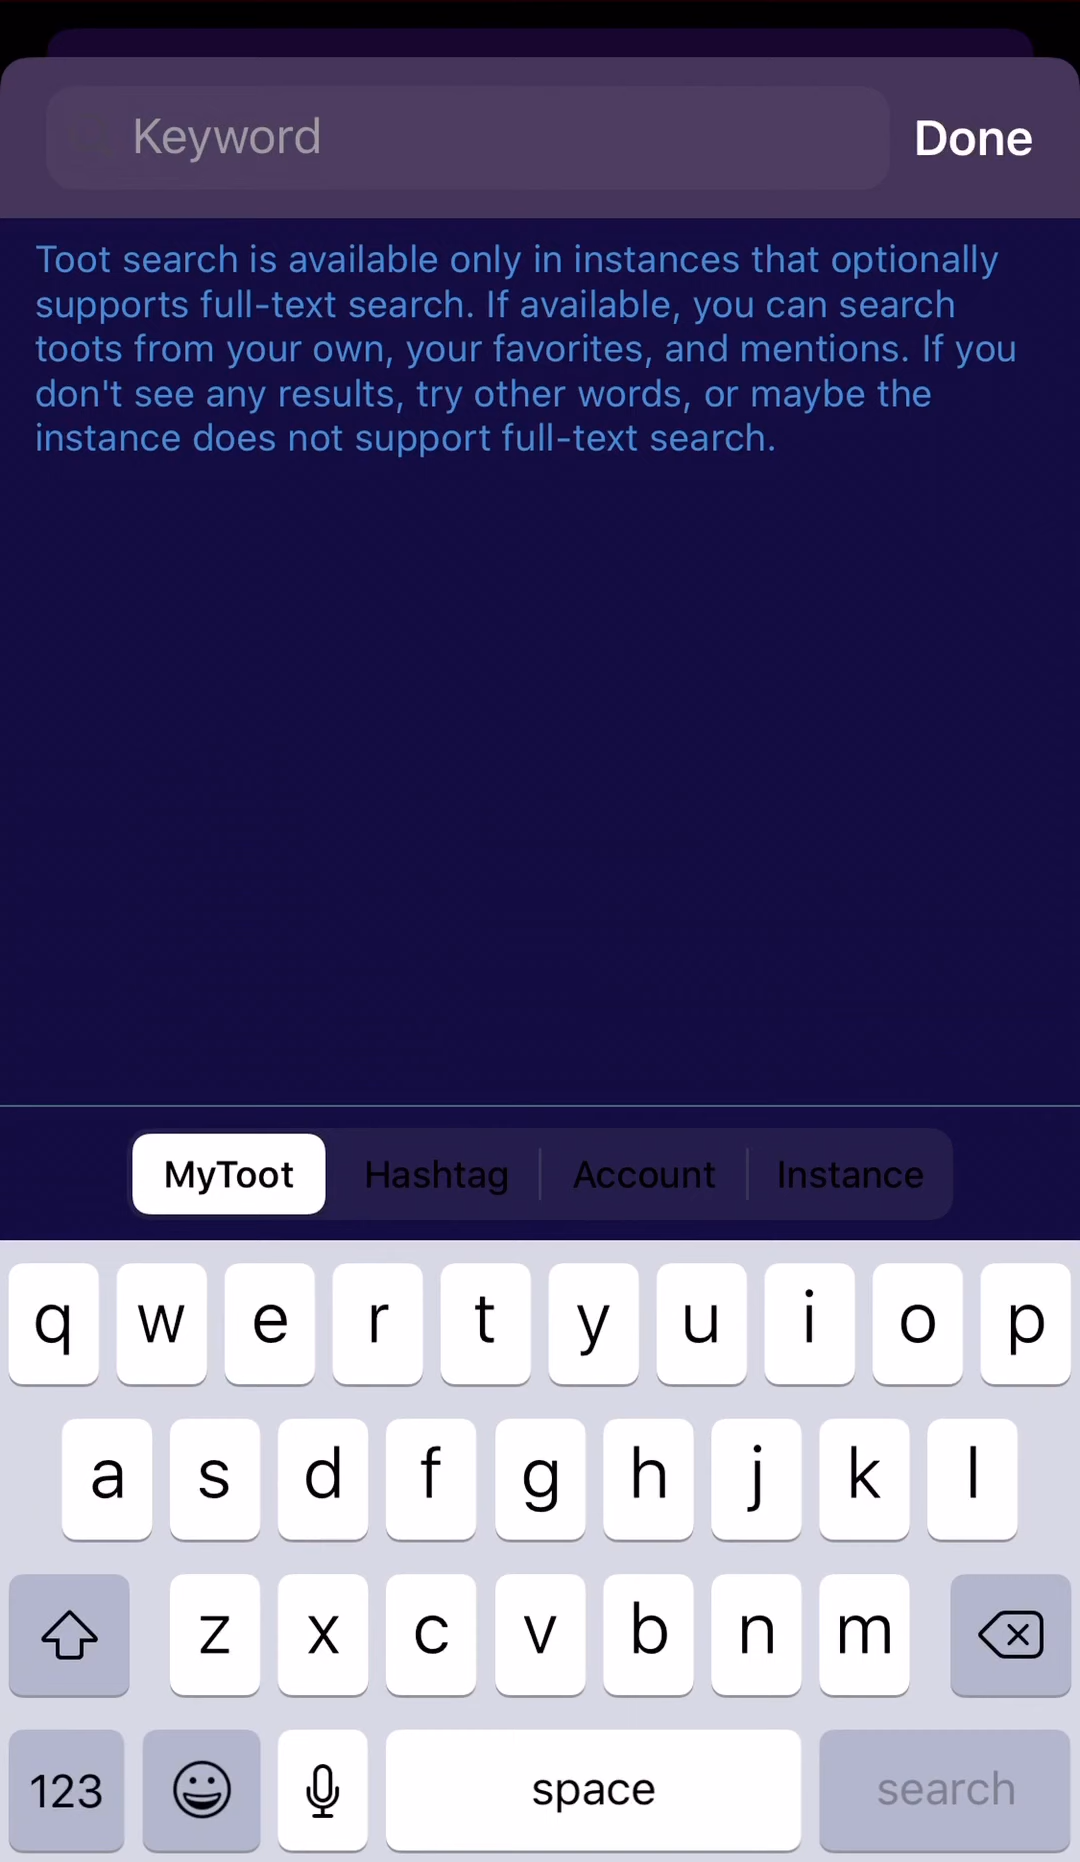 Keyword
Done
Toot search is available only in instances that optionally
supports full-text search. If available, you can search
toots from your own, your favorites, and mentions. If you
don't see any results, try other words, or maybe the
instance does not support full-text search.
MyToot Hashtag Account Instance
q w e r t y u i o p
a s d f g h j k l
z x c v b n m
123 space search